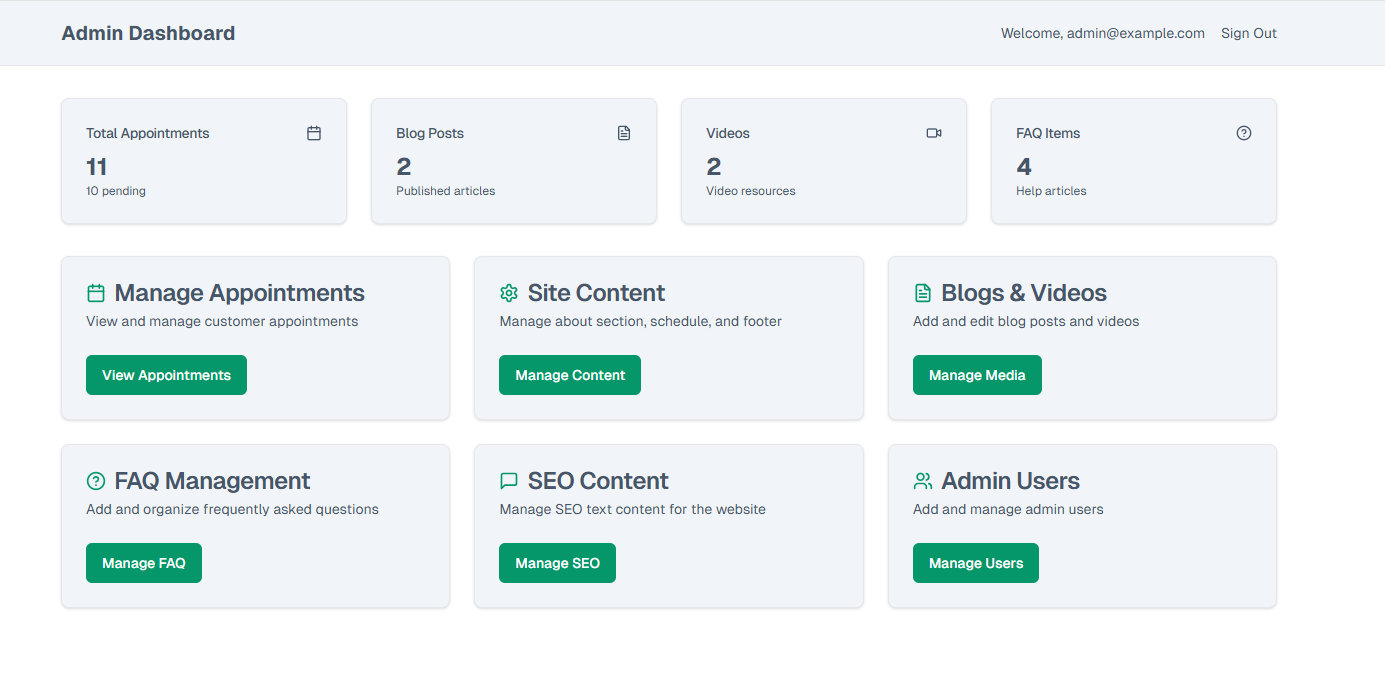 Admin Dashboard
Welcome, admin@example.com Sign Out
Total Appointments
11
10 pending
Blog Posts
2
Published articles
Videos
2
Video resources
FAQ Items
4
Help articles
Manage Appointments
View and manage customer appointments
View Appointments
Site Content
Manage about section, schedule, and footer
Manage Content
Blogs & Videos
Add and edit blog posts and videos
Manage Media
FAQ Management
Add and organize frequently asked questions
Manage FAQ
SEO Content
Manage SEO text content for the website
Manage SEO
Admin Users
Add and manage admin users
Manage Users